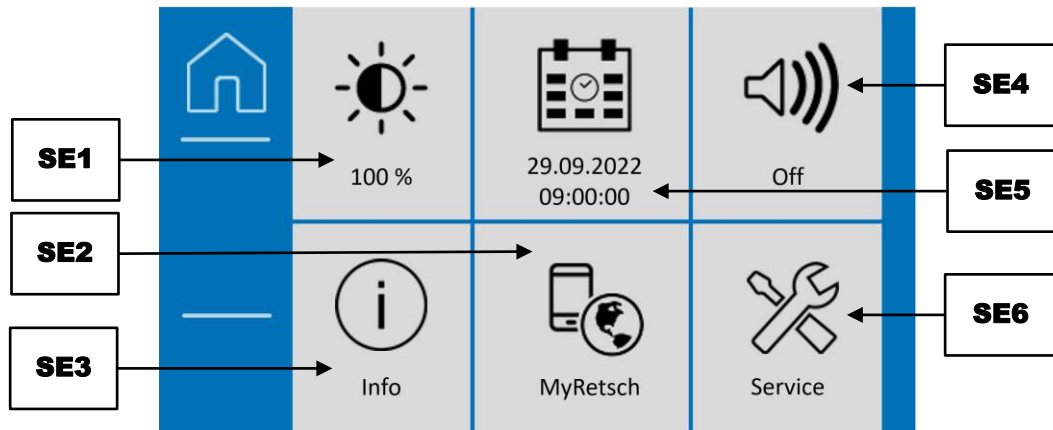 SE4
SE1
100 %
29.09.2022
09:00:00
Off
SE5
SE2
i
SE3
Info
MyRetsch
Service
SE6